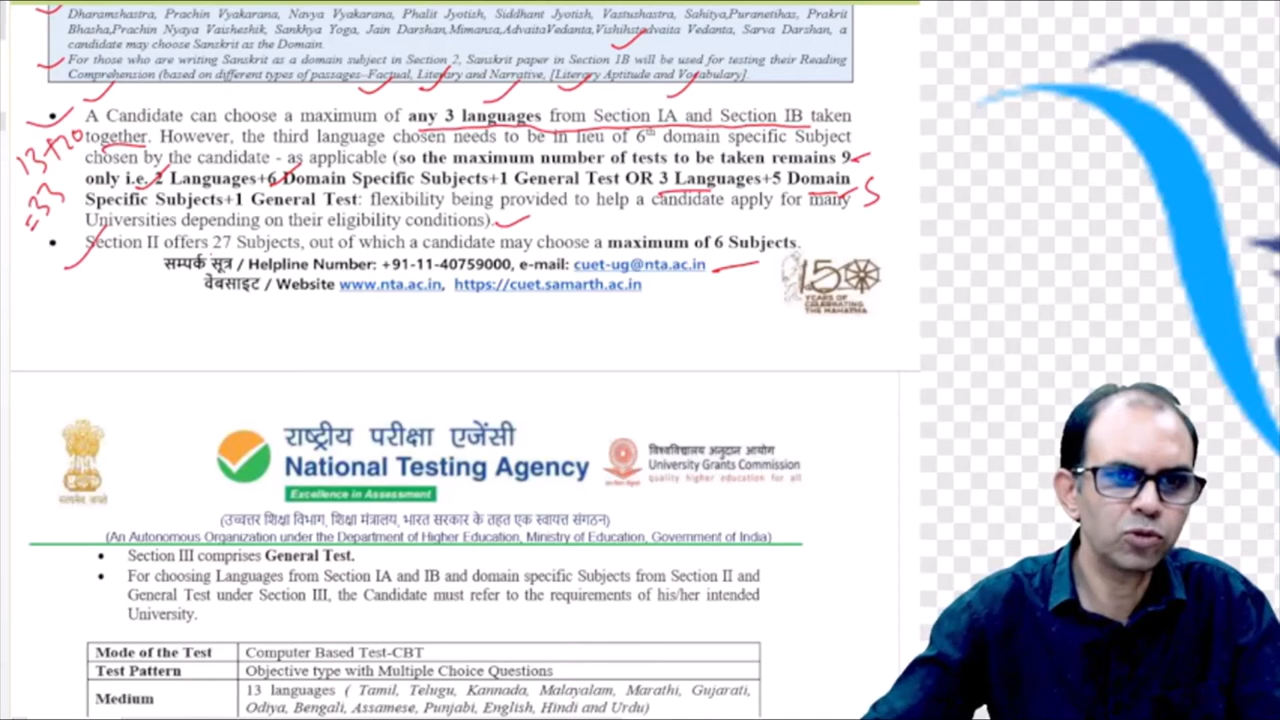 Dharamshastra, Prachin Vyakarana, Navya Vyakarana, Phalit Jyotish, Siddhant Jyotish, Vastushastra, Sahitya,Puranetihas, Prakrit
Bhasha,Prachin Nyaya Vaisheshik, Sankhya Yoga, Jain Darshan,Mimansa,AdvaitaVedanta,Vishihstadvaita Vedanta, Sarva Darshan, a
candidate may choose Sanskrit as the Domain.
For those who are writing Sanskrit as a domain subject in Section 2, Sanskrit paper in Section 1B will be used for testing their Reading
Comprehension (based on different types of passages–Factual, Literary and Narrative, [Literary Aptitude and Vocabulary].
• A Candidate can choose a maximum of any 3 languages from Section IA and Section IB taken
together. However, the third language chosen needs to be in lieu of 6th domain specific Subject
chosen by the candidate - as applicable (so the maximum number of tests to be taken remains 9
only i.e. 2 Languages+6 Domain Specific Subjects+1 General Test OR 3 Languages+5 Domain
Specific Subjects+1 General Test: flexibility being provided to help a candidate apply for many
Universities depending on their eligibility conditions).
13+20
=33
5
• Section II offers 27 Subjects, out of which a candidate may choose a maximum of 6 Subjects.
सम्पर्क सूत्र / Helpline Number: +91-11-40759000, e-mail: cuet-ug@nta.ac.in
वेबसाइट / Website www.nta.ac.in, https://cuet.samarth.ac.in
150
YEARS OF
CELEBRATING
THE MAHATMA
सत्यमेव जयते
राष्ट्रीय परीक्षा एजेंसी
National Testing Agency
Excellence in Assessment
विश्वविद्यालय अनुदान आयोग
University Grants Commission
quality higher education for all
(उच्चतर शिक्षा विभाग, शिक्षा मंत्रालय, भारत सरकार के तहत एक स्वायत्त संगठन)
(An Autonomous Organization under the Department of Higher Education, Ministry of Education, Government of India)
• Section III comprises General Test.
• For choosing Languages from Section IA and IB and domain specific Subjects from Section II and
General Test under Section III, the Candidate must refer to the requirements of his/her intended
University.
Mode of the Test Computer Based Test-CBT
Test Pattern Objective type with Multiple Choice Questions
Medium 13 languages ( Tamil, Telugu, Kannada, Malayalam, Marathi, Gujarati,
Odiya, Bengali, Assamese, Punjabi, English, Hindi and Urdu)